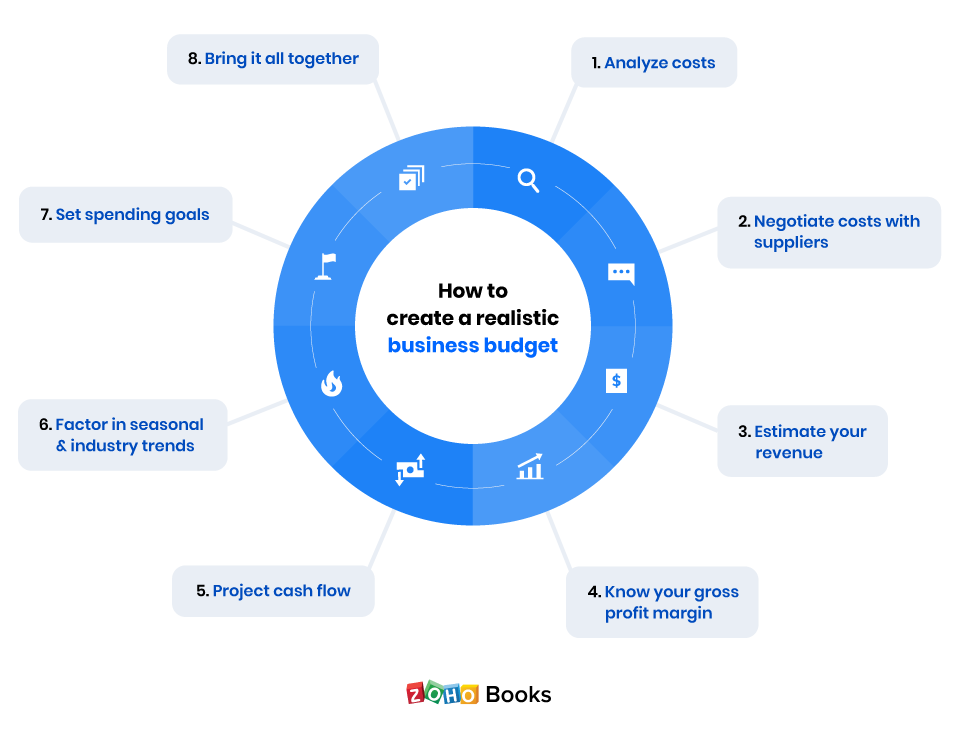 How to
create a realistic
business budget
1. Analyze costs
2. Negotiate costs with
suppliers
3. Estimate your
revenue
$
4. Know your gross
profit margin
5. Project cash flow
6. Factor in seasonal
& industry trends
7. Set spending goals
8. Bring it all together
ZOHO Books